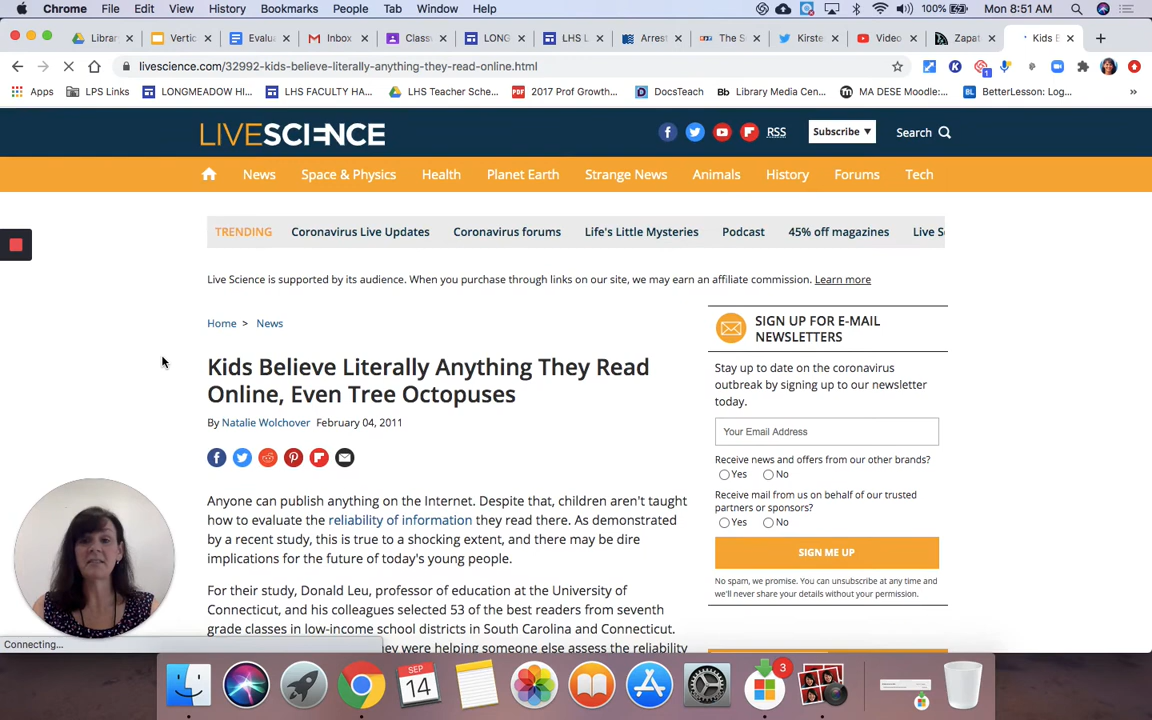 Chrome File Edit View History Bookmarks People Tab Window Help 100% Mon 8:51 AM
Librar Vertic Evalua Inbox Classw LONG LHS L Arrest The S Kirste Video Zapat Kids B
livescience.com/32992-kids-believe-literally-anything-they-read-online.html
Apps LPS Links LONGMEADOW HI... LHS FACULTY HA... LHS Teacher Sche... 2017 Prof Growth... DocsTeach Library Media Cen... MA DESE Moodle:... BetterLesson: Log... »
LIVESCIENCE RSS Subscribe ▼ Search
News Space & Physics Health Planet Earth Strange News Animals History Forums Tech
TRENDING Coronavirus Live Updates Coronavirus forums Life's Little Mysteries Podcast 45% off magazines Live S
Live Science is supported by its audience. When you purchase through links on our site, we may earn an affiliate commission. Learn more
Home > News
Kids Believe Literally Anything They Read
Online, Even Tree Octopuses
By Natalie Wolchover February 04, 2011
Anyone can publish anything on the Internet. Despite that, children aren't taught
how to evaluate the reliability of information they read there. As demonstrated
by a recent study, this is true to a shocking extent, and there may be dire
implications for the future of today's young people.
For their study, Donald Leu, professor of education at the University of
Connecticut, and his colleagues selected 53 of the best readers from seventh
grade classes in low-income school districts in South Carolina and Connecticut.
ey were helping someone else assess the reliability
SIGN UP FOR E-MAIL
NEWSLETTERS
Stay up to date on the coronavirus
outbreak by signing up to our newsletter
today.
Your Email Address
Receive news and offers from our other brands?
Yes No
Receive mail from us on behalf of our trusted
partners or sponsors?
Yes No
SIGN ME UP
No spam, we promise. You can unsubscribe at any time and
we'll never share your details without your permission.
Connecting...
SEP
14
3